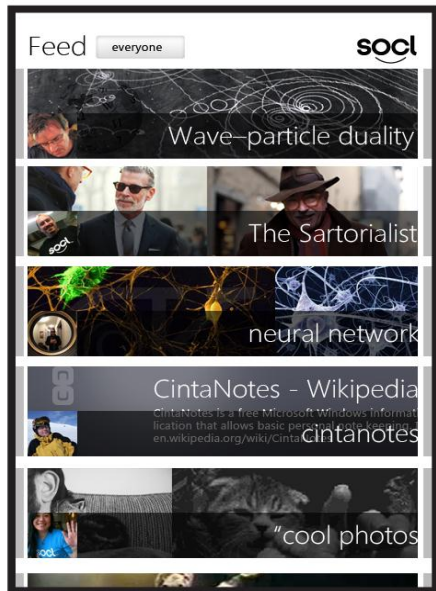 Feed
everyone
socl
Wave–particle duality
socl
The Sartorialist
neural network
CintaNotes - Wikipedia
CintaNotes is a free Microsoft Windows informat
lication that allows basic personal note keeping.
en.wikipedia.org/wiki/CintaNotes
cintanotes
socl
“cool photos